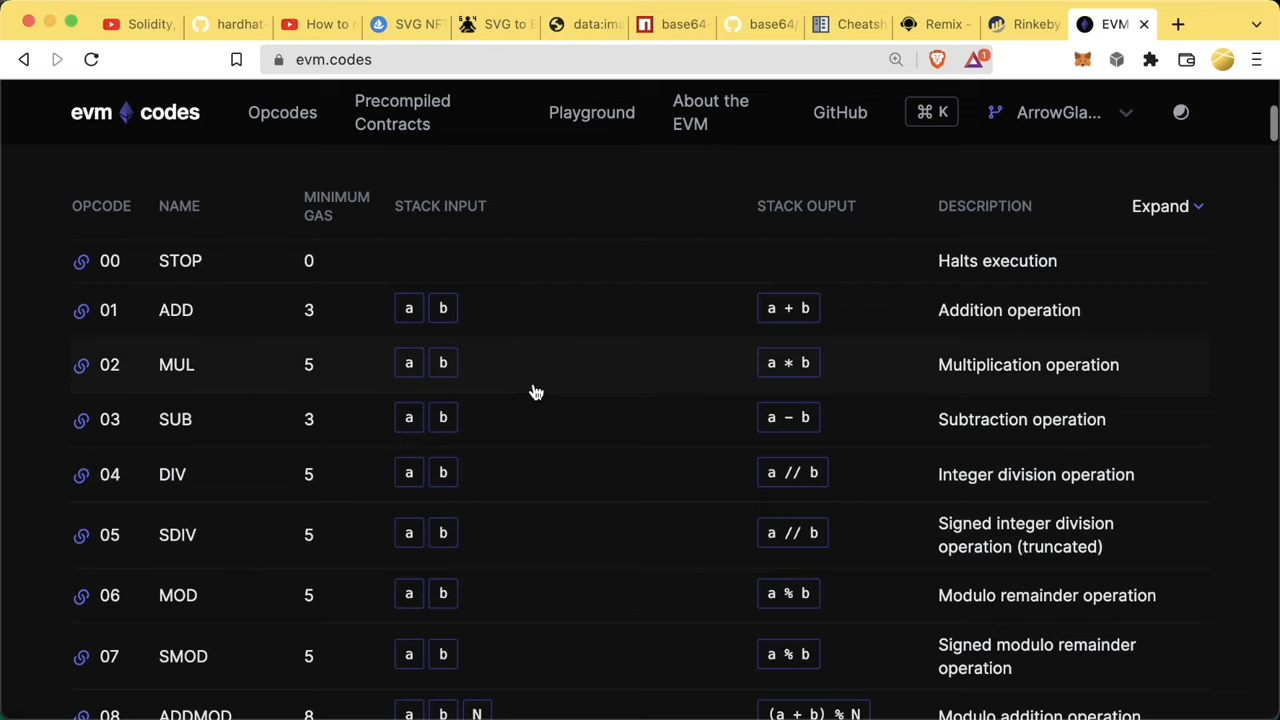 Solidity,
hardhat-
How to
SVG NF
SVG to
data:ima
base64-
base64/
Cheatsh
Remix -
Rinkeby
EVM
evm.codes
1
evm codes
Opcodes
Precompiled
Contracts
Playground
About the
EVM
GitHub
⌘ K
ArrowGla...
OPCODE NAME MINIMUM
GAS STACK INPUT STACK OUPUT DESCRIPTION Expand
00 STOP 0 Halts execution
01 ADD 3 a b a + b Addition operation
02 MUL 5 a b a * b Multiplication operation
03 SUB 3 a b a - b Subtraction operation
04 DIV 5 a b a // b Integer division operation
05 SDIV 5 a b a // b Signed integer division
operation (truncated)
06 MOD 5 a b a % b Modulo remainder operation
07 SMOD 5 a b a % b Signed modulo remainder
operation
08 ADDMOD 8 a b N (a + b) % N Modulo addition operation